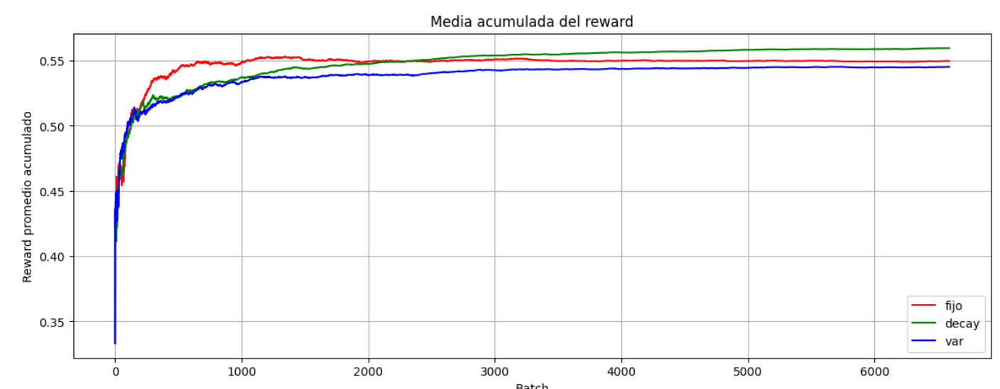 Media acumulada del reward
Reward promedio acumulado
0.55
0.50
0.45
0.40
0.35
0 1000 2000 3000 4000 5000 6000
Batch
fijo
decay
var